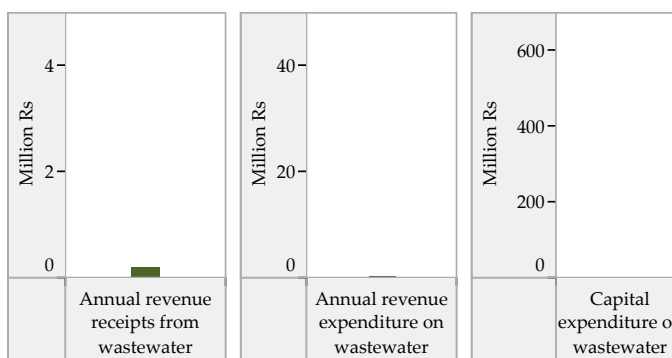 Million Rs
4
2
0
Annual revenue
receipts from
wastewater
Million Rs
40
20
0
Annual revenue
expenditure on
wastewater
Million Rs
600
400
200
0
Capital
expenditure o
wastewater